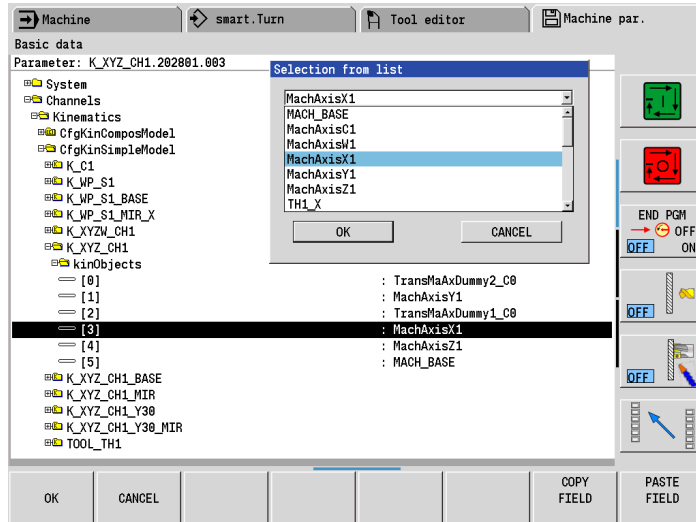 Machine
smart.Turn
Tool editor
Machine par.
Basic data
Parameter: K_XYZ_CH1.202801.003
System
Channels
Kinematics
CfgKinComposModel
CfgKinSimpleModel
K_C1
K_WP_S1
K_WP_S1_BASE
K_WP_S1_MIR_X
K_XYZW_CH1
K_XYZ_CH1
kinObjects
[0] : TransMaAxDummy2_C0
[1] : MachAxisY1
[2] : TransMaAxDummy1_C0
[3] : MachAxisX1
[4] : MachAxisZ1
[5] : MACH_BASE
K_XYZ_CH1_BASE
K_XYZ_CH1_MIR
K_XYZ_CH1_Y30
K_XYZ_CH1_Y30_MIR
TOOL_TH1
Selection from list
MachAxisX1
MACH_BASE
MachAxisC1
MachAxisW1
MachAxisX1
MachAxisY1
MachAxisZ1
TH1_X
OK
CANCEL
END PGM
OFF
OFF ON
OFF
OFF
OK
CANCEL
COPY
FIELD
PASTE
FIELD